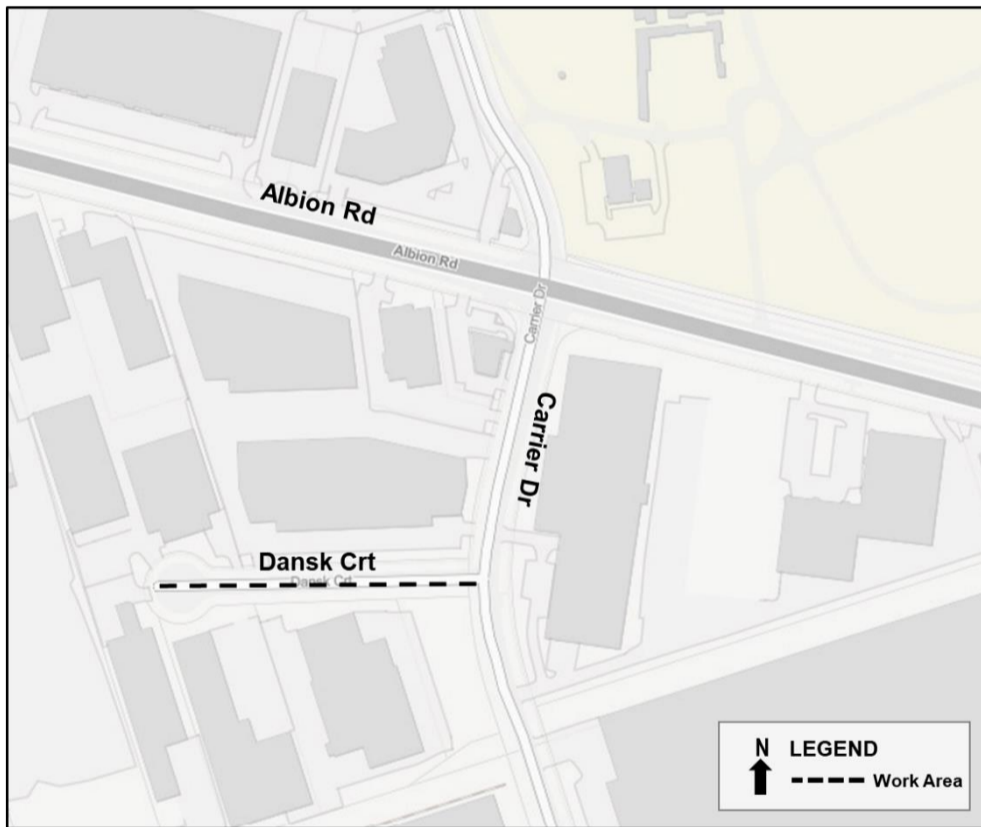 Albion Rd
Albion Rd
Carrier Dr
Carrier Dr
Dansk Crt
Dansk Crt
N LEGEND
Work Area